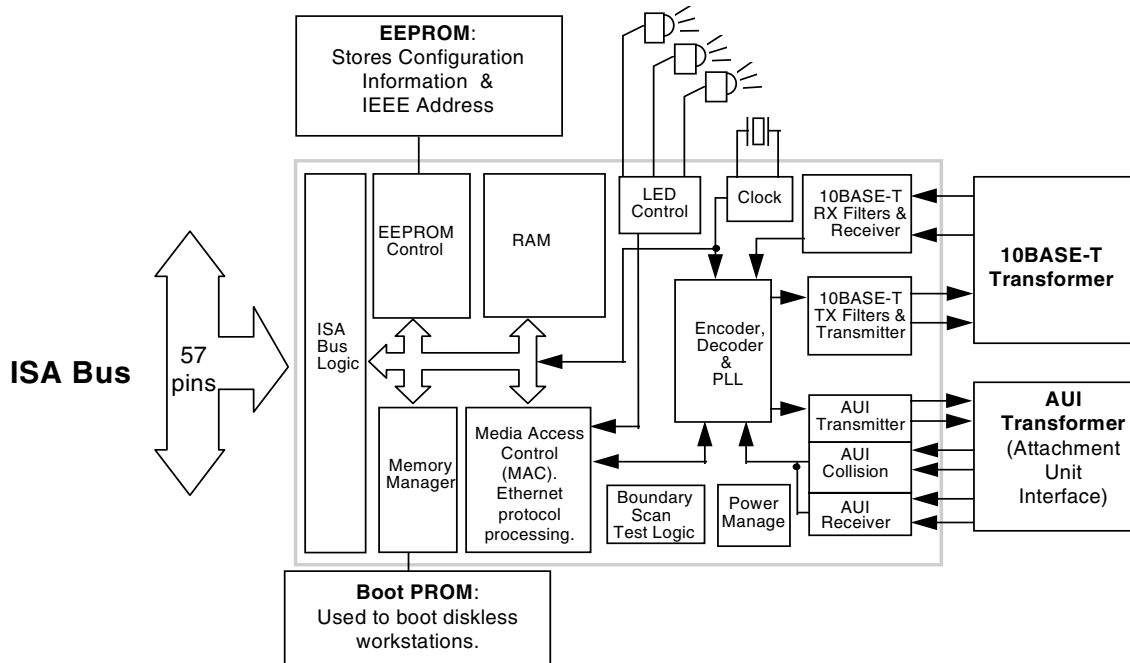 EEPROM:
Stores Configuration
Information &
IEEE Address
LED
Control
Clock
10BASE-T
RX Filters &
Receiver
10BASE-T
Transformer
EEPROM
Control
RAM
ISA Bus
57
pins
ISA
Bus
Logic
Encoder,
Decoder
&
PLL
10BASE-T
TX Filters &
Transmitter
Memory
Manager
Media Access
Control
(MAC).
Ethernet
protocol
processing.
AUI
Transmitter
AUI
Collision
AUI
Receiver
AUI
Transformer
(Attachment
Unit
Interface)
Boundary
Scan
Test Logic
Power
Manage
Boot PROM:
Used to boot diskless
workstations.